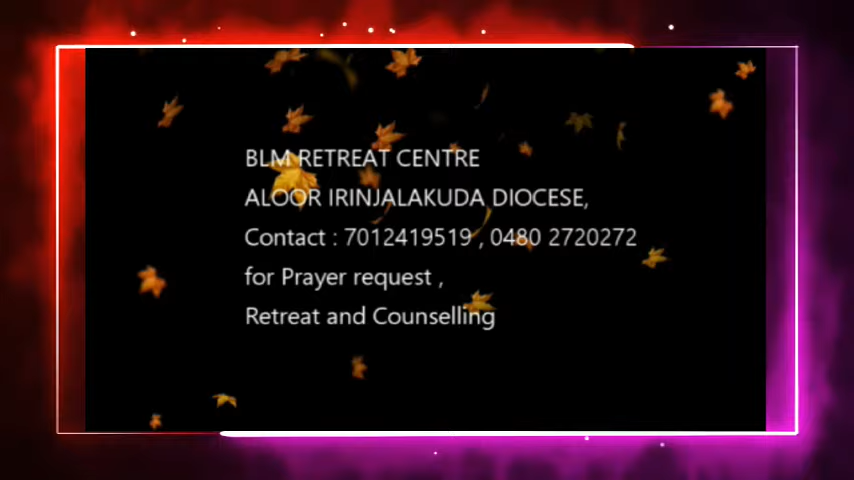 BLM RETREAT CENTRE
ALOOR IRINJALAKUDA DIOCESE,
Contact : 7012419519 , 0480 2720272
for Prayer request ,
Retreat and Counselling